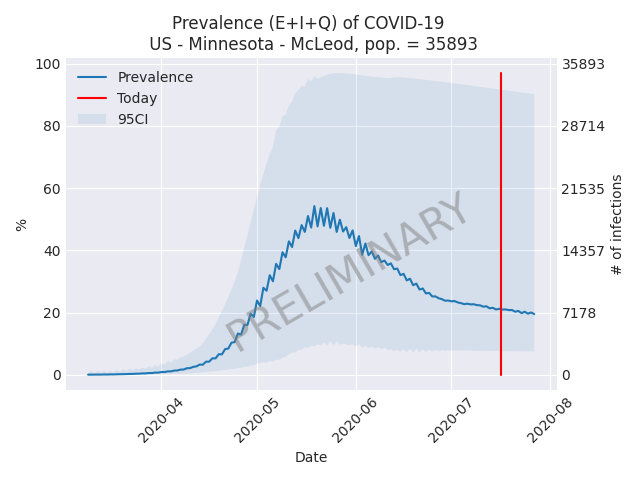 Prevalence (E+I+Q) of COVID-19
US - Minnesota - McLeod, pop. = 35893
Prevalence
Today
95CI
100
80
60
40
20
0
%
35893
28714
21535
14357
7178
0
# of infections
PRELIMINARY
2020-04
2020-05
2020-06
2020-07
2020-08
Date